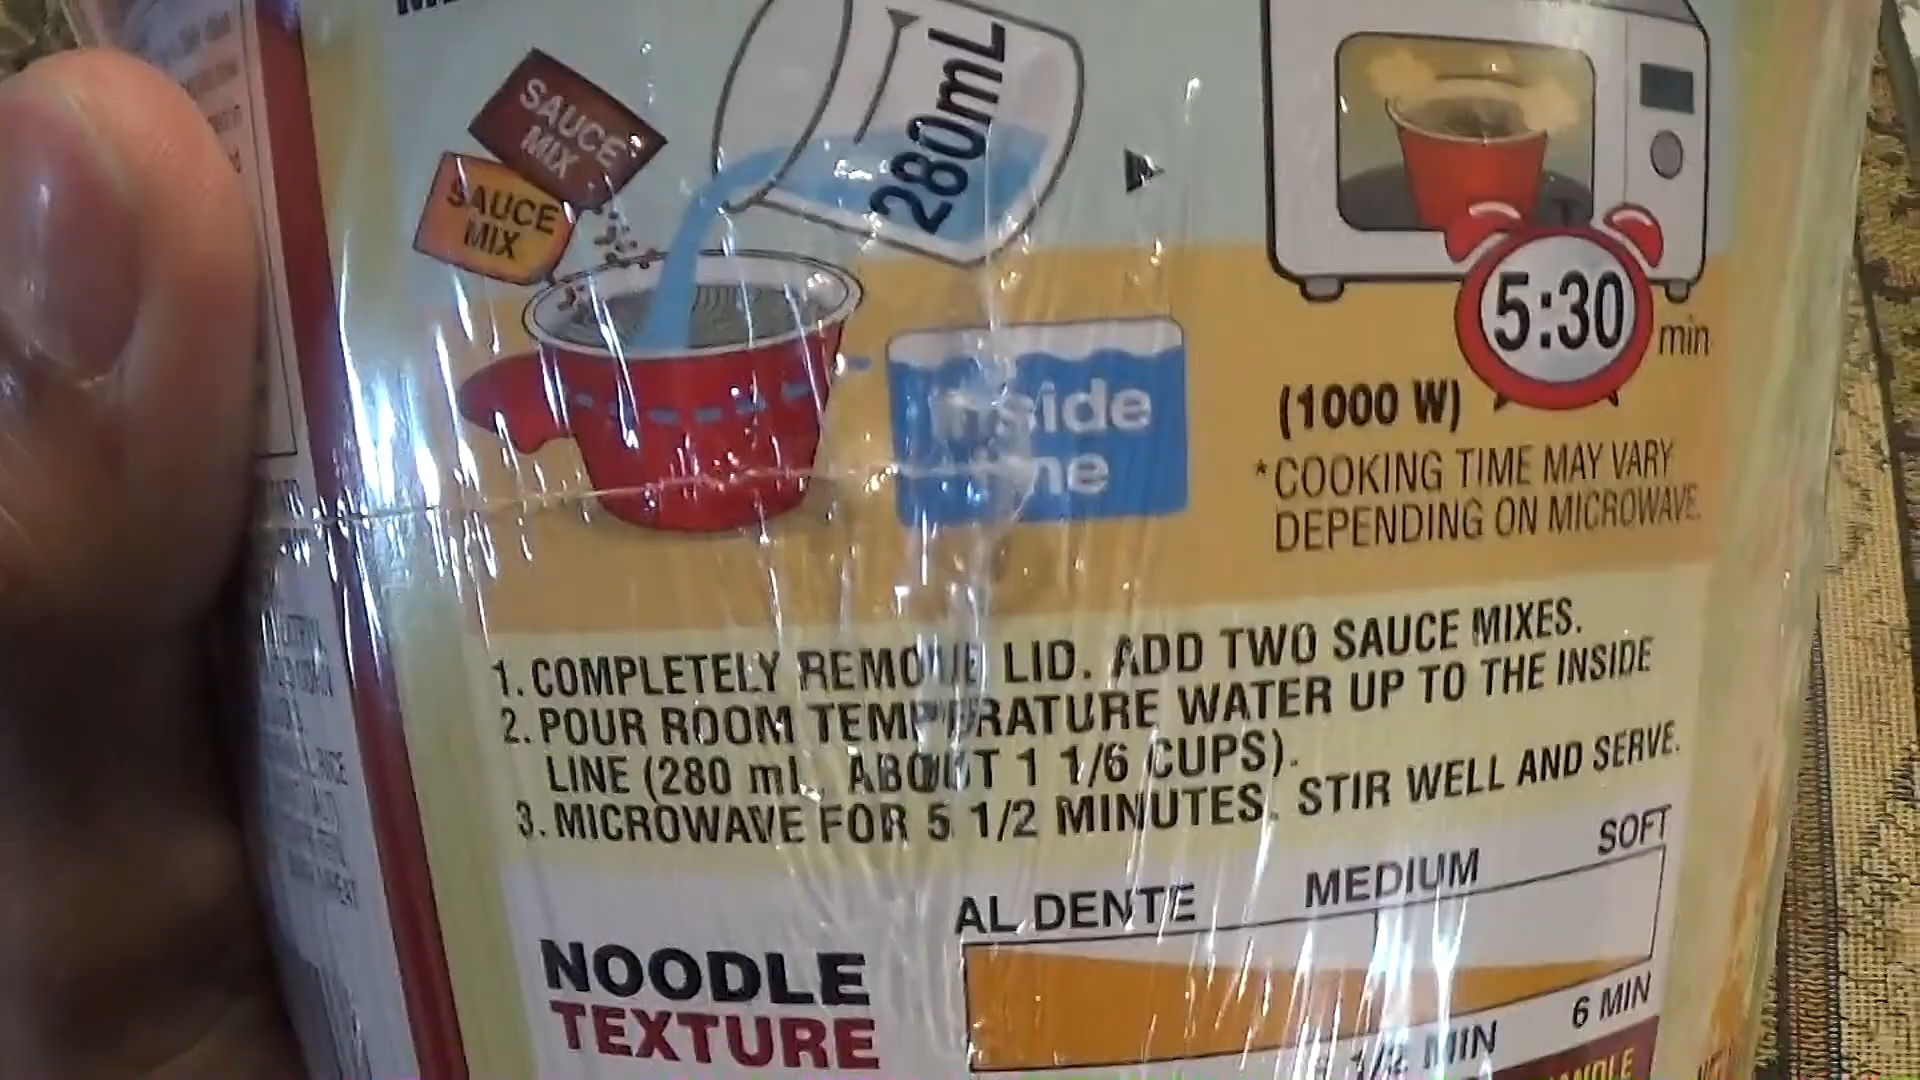 SAUCE
MIX
SAUCE
MIX
280mL
inside
line
5:30
min
(1000 W)
*COOKING TIME MAY VARY
DEPENDING ON MICROWAVE.
1. COMPLETELY REMOVE LID. ADD TWO SAUCE MIXES.
2. POUR ROOM TEMPERATURE WATER UP TO THE INSIDE
LINE (280 mL, ABOUT 1 1/6 CUPS).
3. MICROWAVE FOR 5 1/2 MINUTES. STIR WELL AND SERVE.
NOODLE
TEXTURE
AL DENTE
MEDIUM
SOFT
1/2 MIN
6 MIN